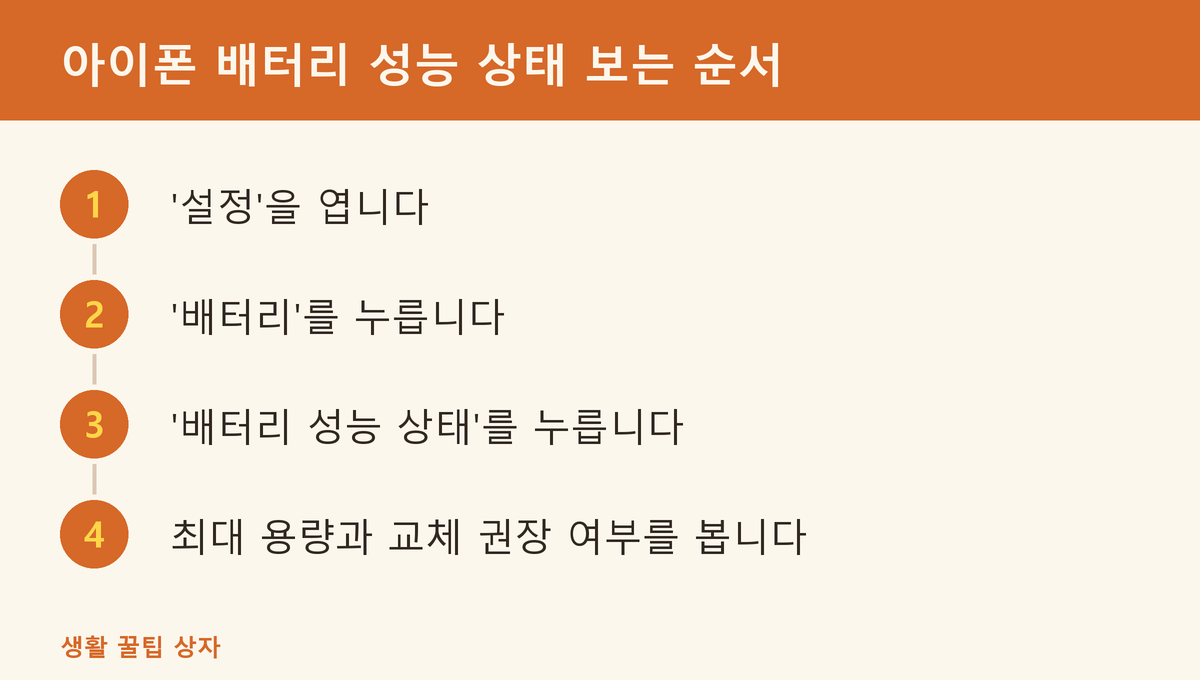 아이폰 배터리 성능 상태 보는 순서
1 '설정'을 엽니다
2 '배터리'를 누릅니다
3 '배터리 성능 상태'를 누릅니다
4 최대 용량과 교체 권장 여부를 봅니다
생활 꿀팁 상자